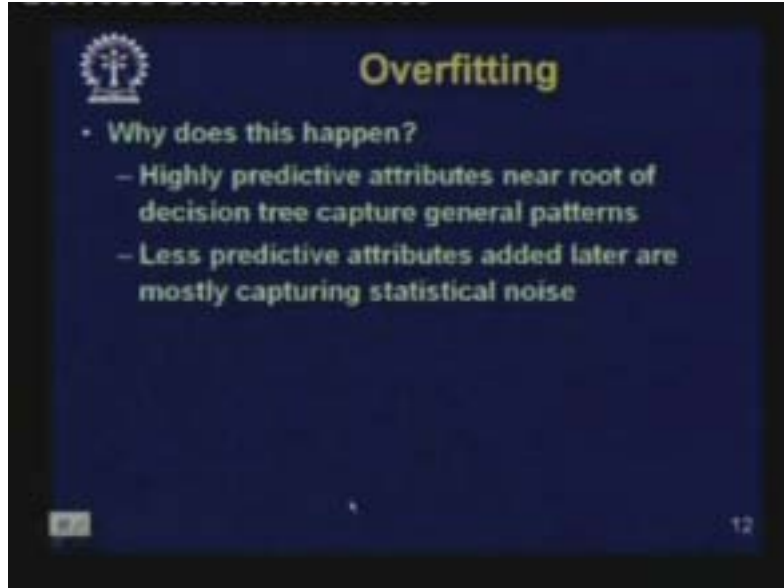 Overfitting
• Why does this happen?
– Highly predictive attributes near root of
decision tree capture general patterns
– Less predictive attributes added later are
mostly capturing statistical noise
12